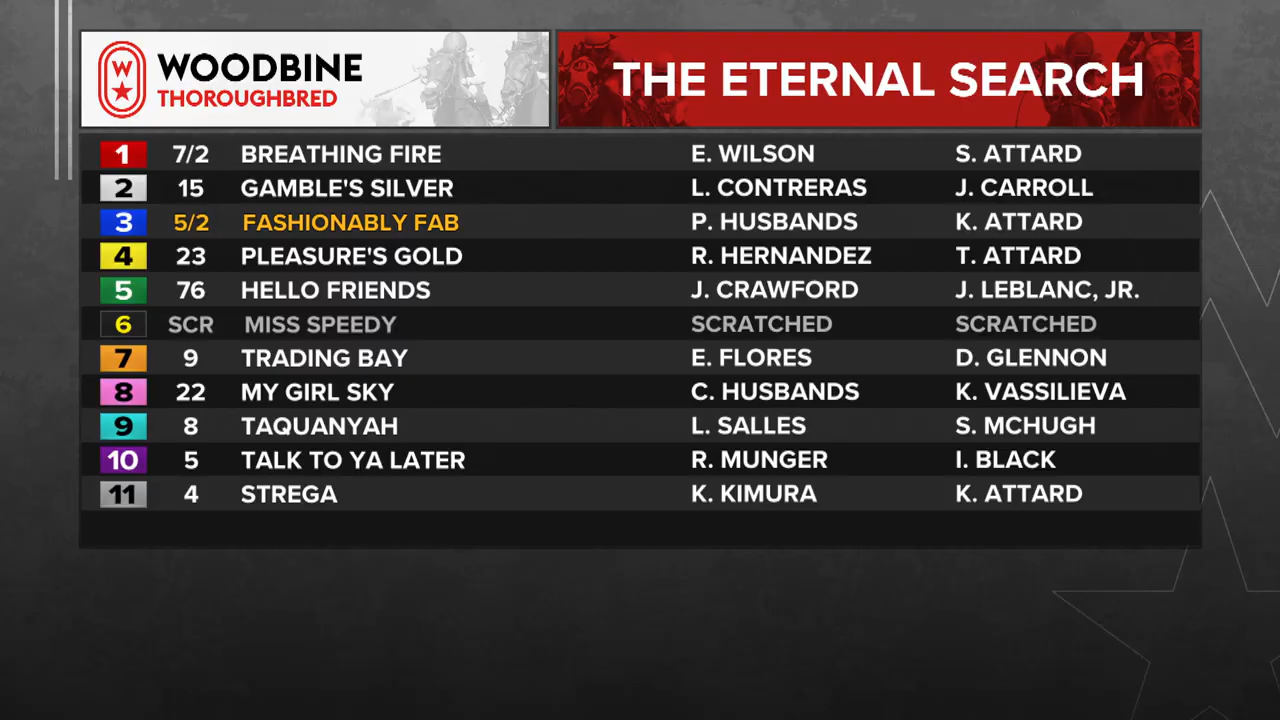 W
WOODBINE
THOROUGHBRED
THE ETERNAL SEARCH
1 7/2 BREATHING FIRE E. WILSON S. ATTARD
2 15 GAMBLE'S SILVER L. CONTRERAS J. CARROLL
3 5/2 FASHIONABLY FAB P. HUSBANDS K. ATTARD
4 23 PLEASURE'S GOLD R. HERNANDEZ T. ATTARD
5 76 HELLO FRIENDS J. CRAWFORD J. LEBLANC, JR.
6 SCR MISS SPEEDY SCRATCHED SCRATCHED
7 9 TRADING BAY E. FLORES D. GLENNON
8 22 MY GIRL SKY C. HUSBANDS K. VASSILIEVA
9 8 TAQUANYAH L. SALLES S. MCHUGH
10 5 TALK TO YA LATER R. MUNGER I. BLACK
11 4 STREGA K. KIMURA K. ATTARD